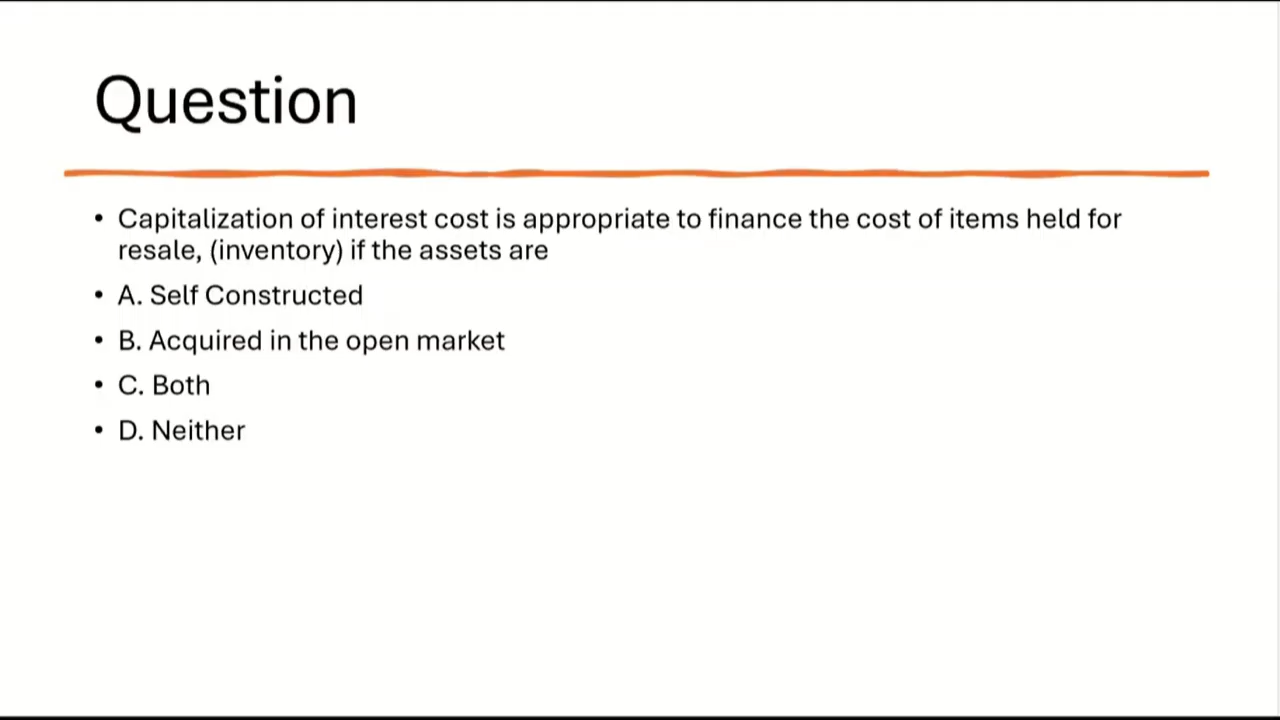 Question
• Capitalization of interest cost is appropriate to finance the cost of items held for
resale, (inventory) if the assets are
• A. Self Constructed
• B. Acquired in the open market
• C. Both
• D. Neither